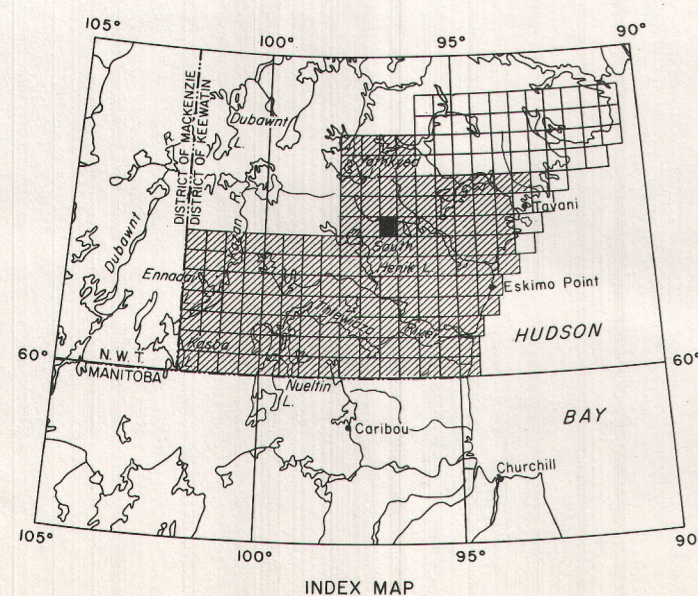 105°
100°
95°
90°
DISTRICT OF MACKENZIE
DISTRICT OF KEEWATIN
Dubawnt
L.
R.
Yathkyed
L.
Kazan R.
Dubawnt
Tavani
South
Henik L.
Ennadai
L.
Eskimo Point
Thlewiaza
River
HUDSON
Kasba
L.
60°
N. W. T.
MANITOBA
60°
Nueltin
L.
BAY
Caribou
Churchill
105°
100°
95°
90
INDEX MAP